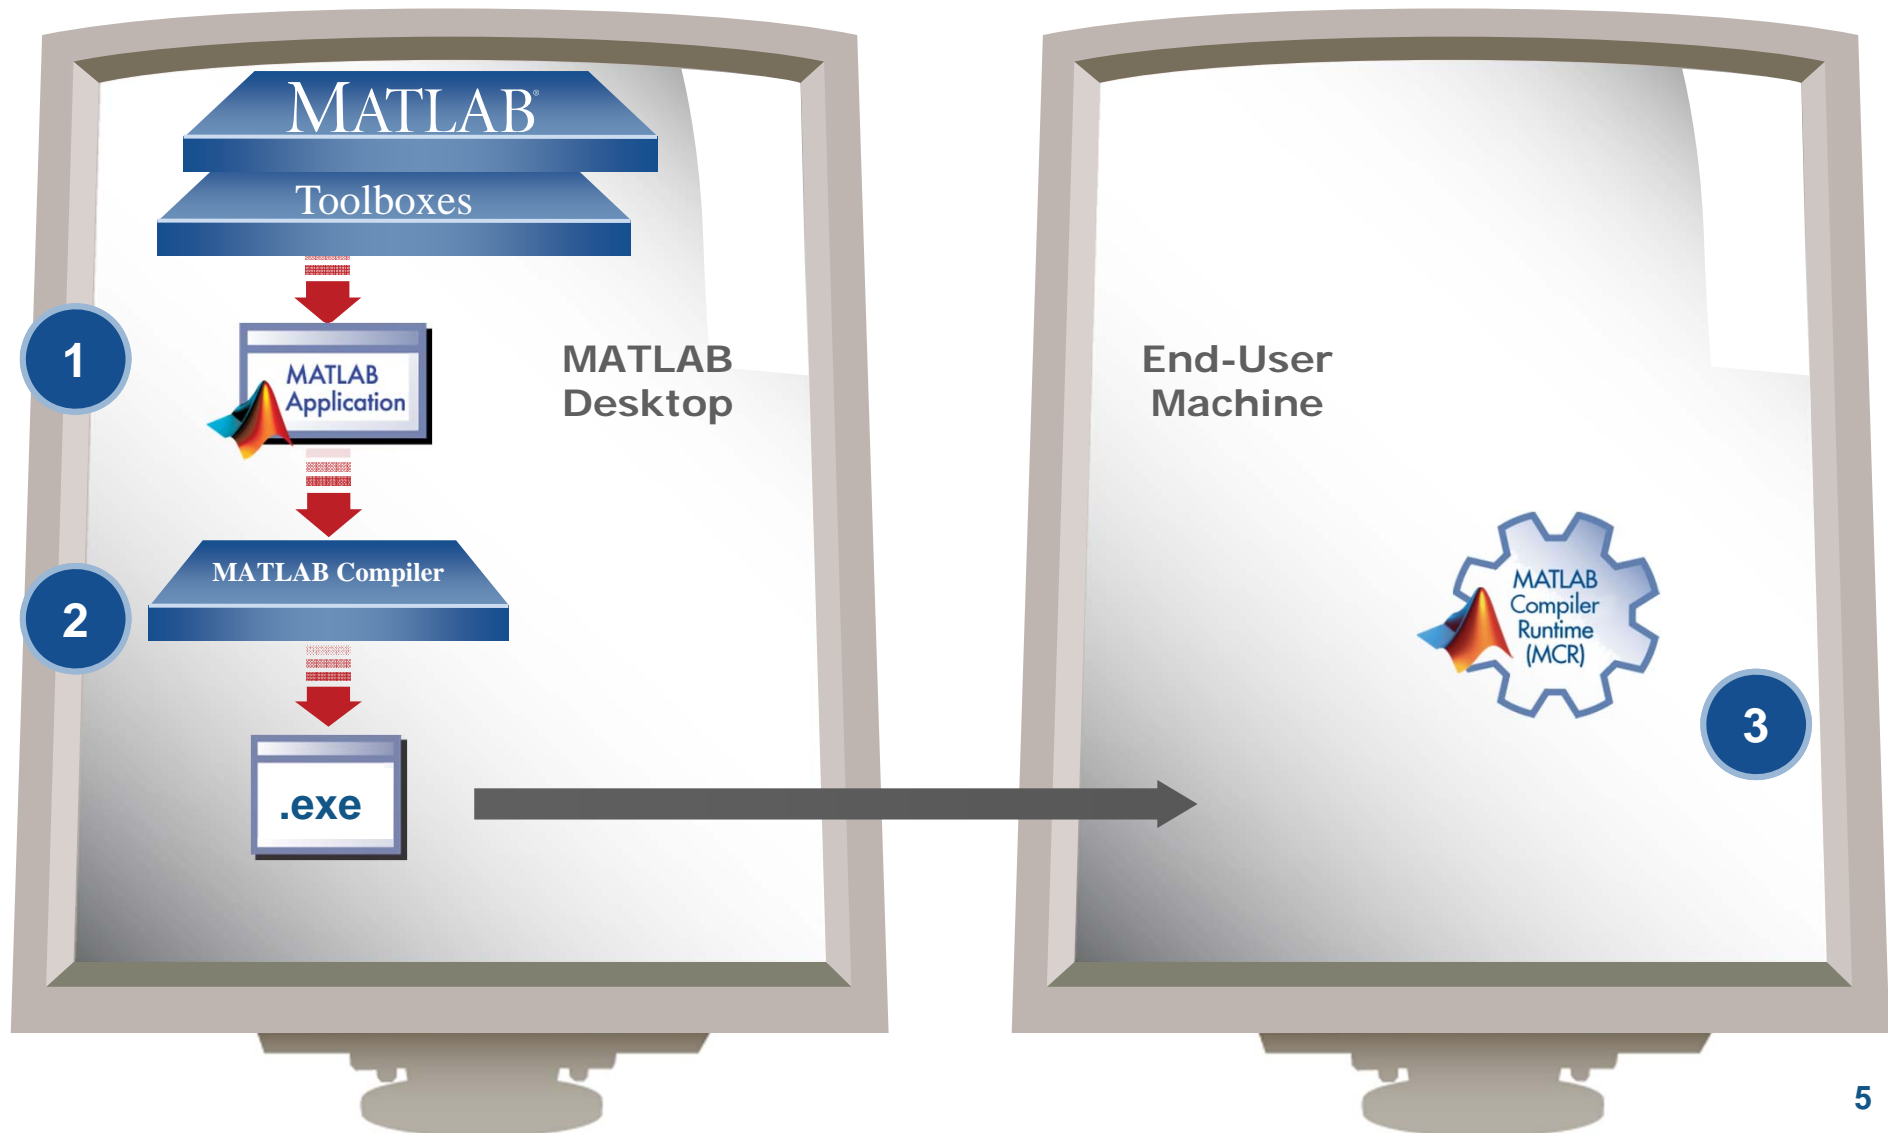 MATLAB®
Toolboxes
1
MATLAB
Application
MATLAB
Desktop
2
MATLAB Compiler
.exe
End-User
Machine
MATLAB
Compiler
Runtime
(MCR)
3
5